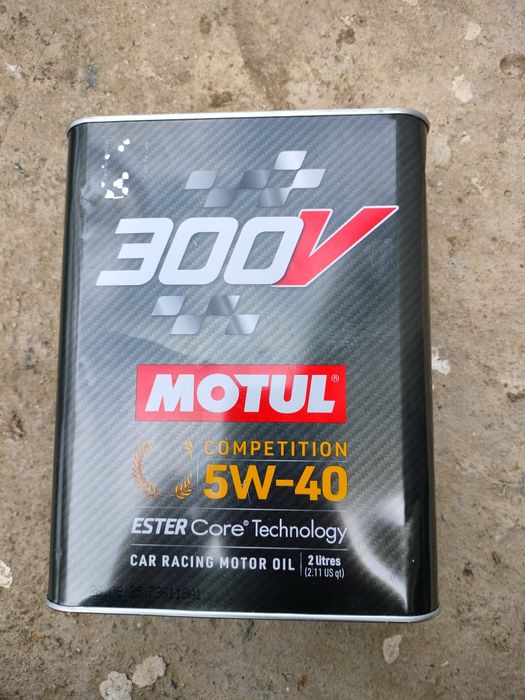 300V
MOTUL®
COMPETITION
5W-40
ESTER Core® Technology
CAR RACING MOTOR OIL
2 litres
(2.11 US qt)